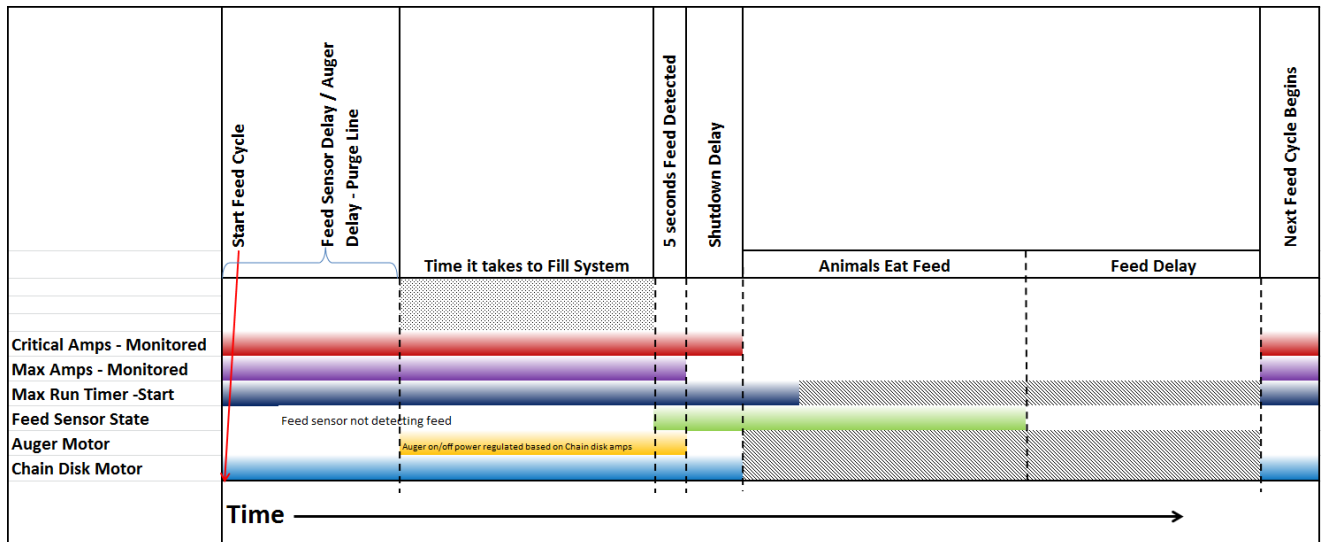 Start Feed Cycle
Feed Sensor Delay / Auger
Delay - Purge Line
5 seconds Feed Detected
Shutdown Delay
Next Feed Cycle Begins
Time it takes to Fill System
Animals Eat Feed
Feed Delay
Critical Amps - Monitored
Max Amps - Monitored
Max Run Timer -Start
Feed Sensor State
Feed sensor not detecting feed
Auger Motor
Auger on/off power regulated based on Chain disk amps
Chain Disk Motor
Time